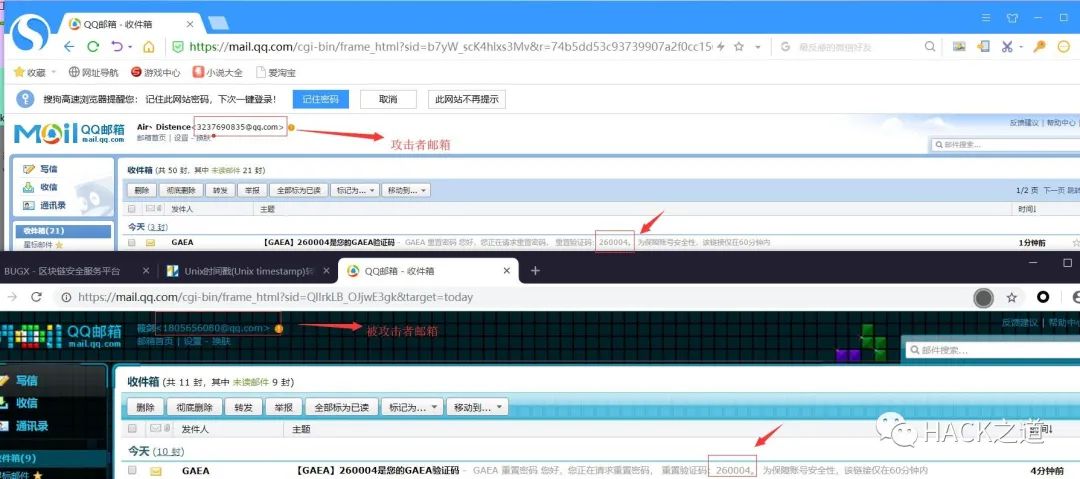 QQ邮箱 - 收件箱
https://mail.qq.com/cgi-bin/frame_html?sid=b7yW_scK4hlxs3Mv&r=74b5dd53c93739907a2f0cc15
最反感的微信好友
收藏 网址导航 游戏中心 小说大全 爱淘宝
搜狗高速浏览器提醒您： 记住此网站密码，下次一键登录！ 记住密码 取消 此网站不再提示
Mail QQ邮箱 mail.qq.com
Air、Distence<3237690835@qq.com>
邮箱首页 | 设置 - 换肤
攻击者邮箱
反馈建议 | 帮助中心
邮件搜索...
写信
收信
通讯录
收件箱(21)
星标邮件
收件箱 (共 50 封，其中 未读邮件 21 封)
删除 彻底删除 转发 举报 全部标为已读 标记为... 移动到...
1/2 页 下一页 跳转
发件人 主题 时间↓
今天 (3 封)
GAEA 【GAEA】260004是您的GAEA验证码 - GAEA 重置密码 您好，您正在请求重置密码， 重置验证码: 260004。 为保障账号安全性，该链接仅在60分钟内 1分钟前
BUGX - 区块链安全服务平台
Unix时间戳(Unix timestamp)转
QQ邮箱 - 收件箱
https://mail.qq.com/cgi-bin/frame_html?sid=QlIrkLB_OJjwE3gk&target=today
QQ邮箱 mail.qq.com
<1805656080@qq.com>
邮箱首页 | 设置 - 换肤
被攻击者邮箱
反馈建议 | 帮助中心
邮件搜索...
写信
收信
通讯录
收件箱(9)
星标邮件
收件箱 (共 11 封，其中 未读邮件 9 封)
删除 彻底删除 转发 举报 全部标为已读 标记为... 移动到...
发件人 主题 时间↓
今天 (10 封)
GAEA 【GAEA】260004是您的GAEA验证码 - GAEA 重置密码 您好，您正在请求重置密码， 重置验证码: 260004。 为保障账号安全性，该链接仅在60分钟内 4分钟前
HACK之道